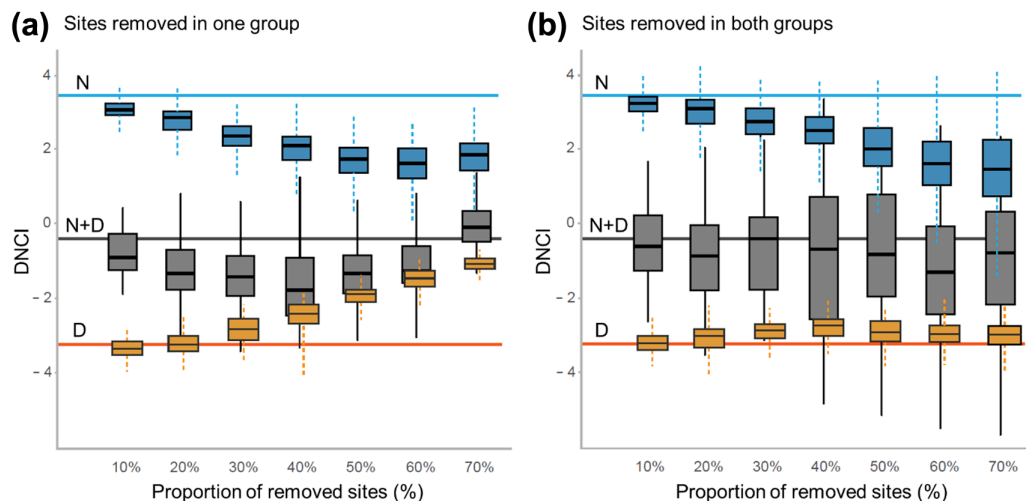 (a) Sites removed in one group
4
2
0
− 2
− 4
DNCI
N
N+D
D
10% 20% 30% 40% 50% 60% 70%
Proportion of removed sites (%)
(b) Sites removed in both groups
4
2
0
− 2
− 4
DNCI
N
N+D
D
10% 20% 30% 40% 50% 60% 70%
Proportion of removed sites (%)